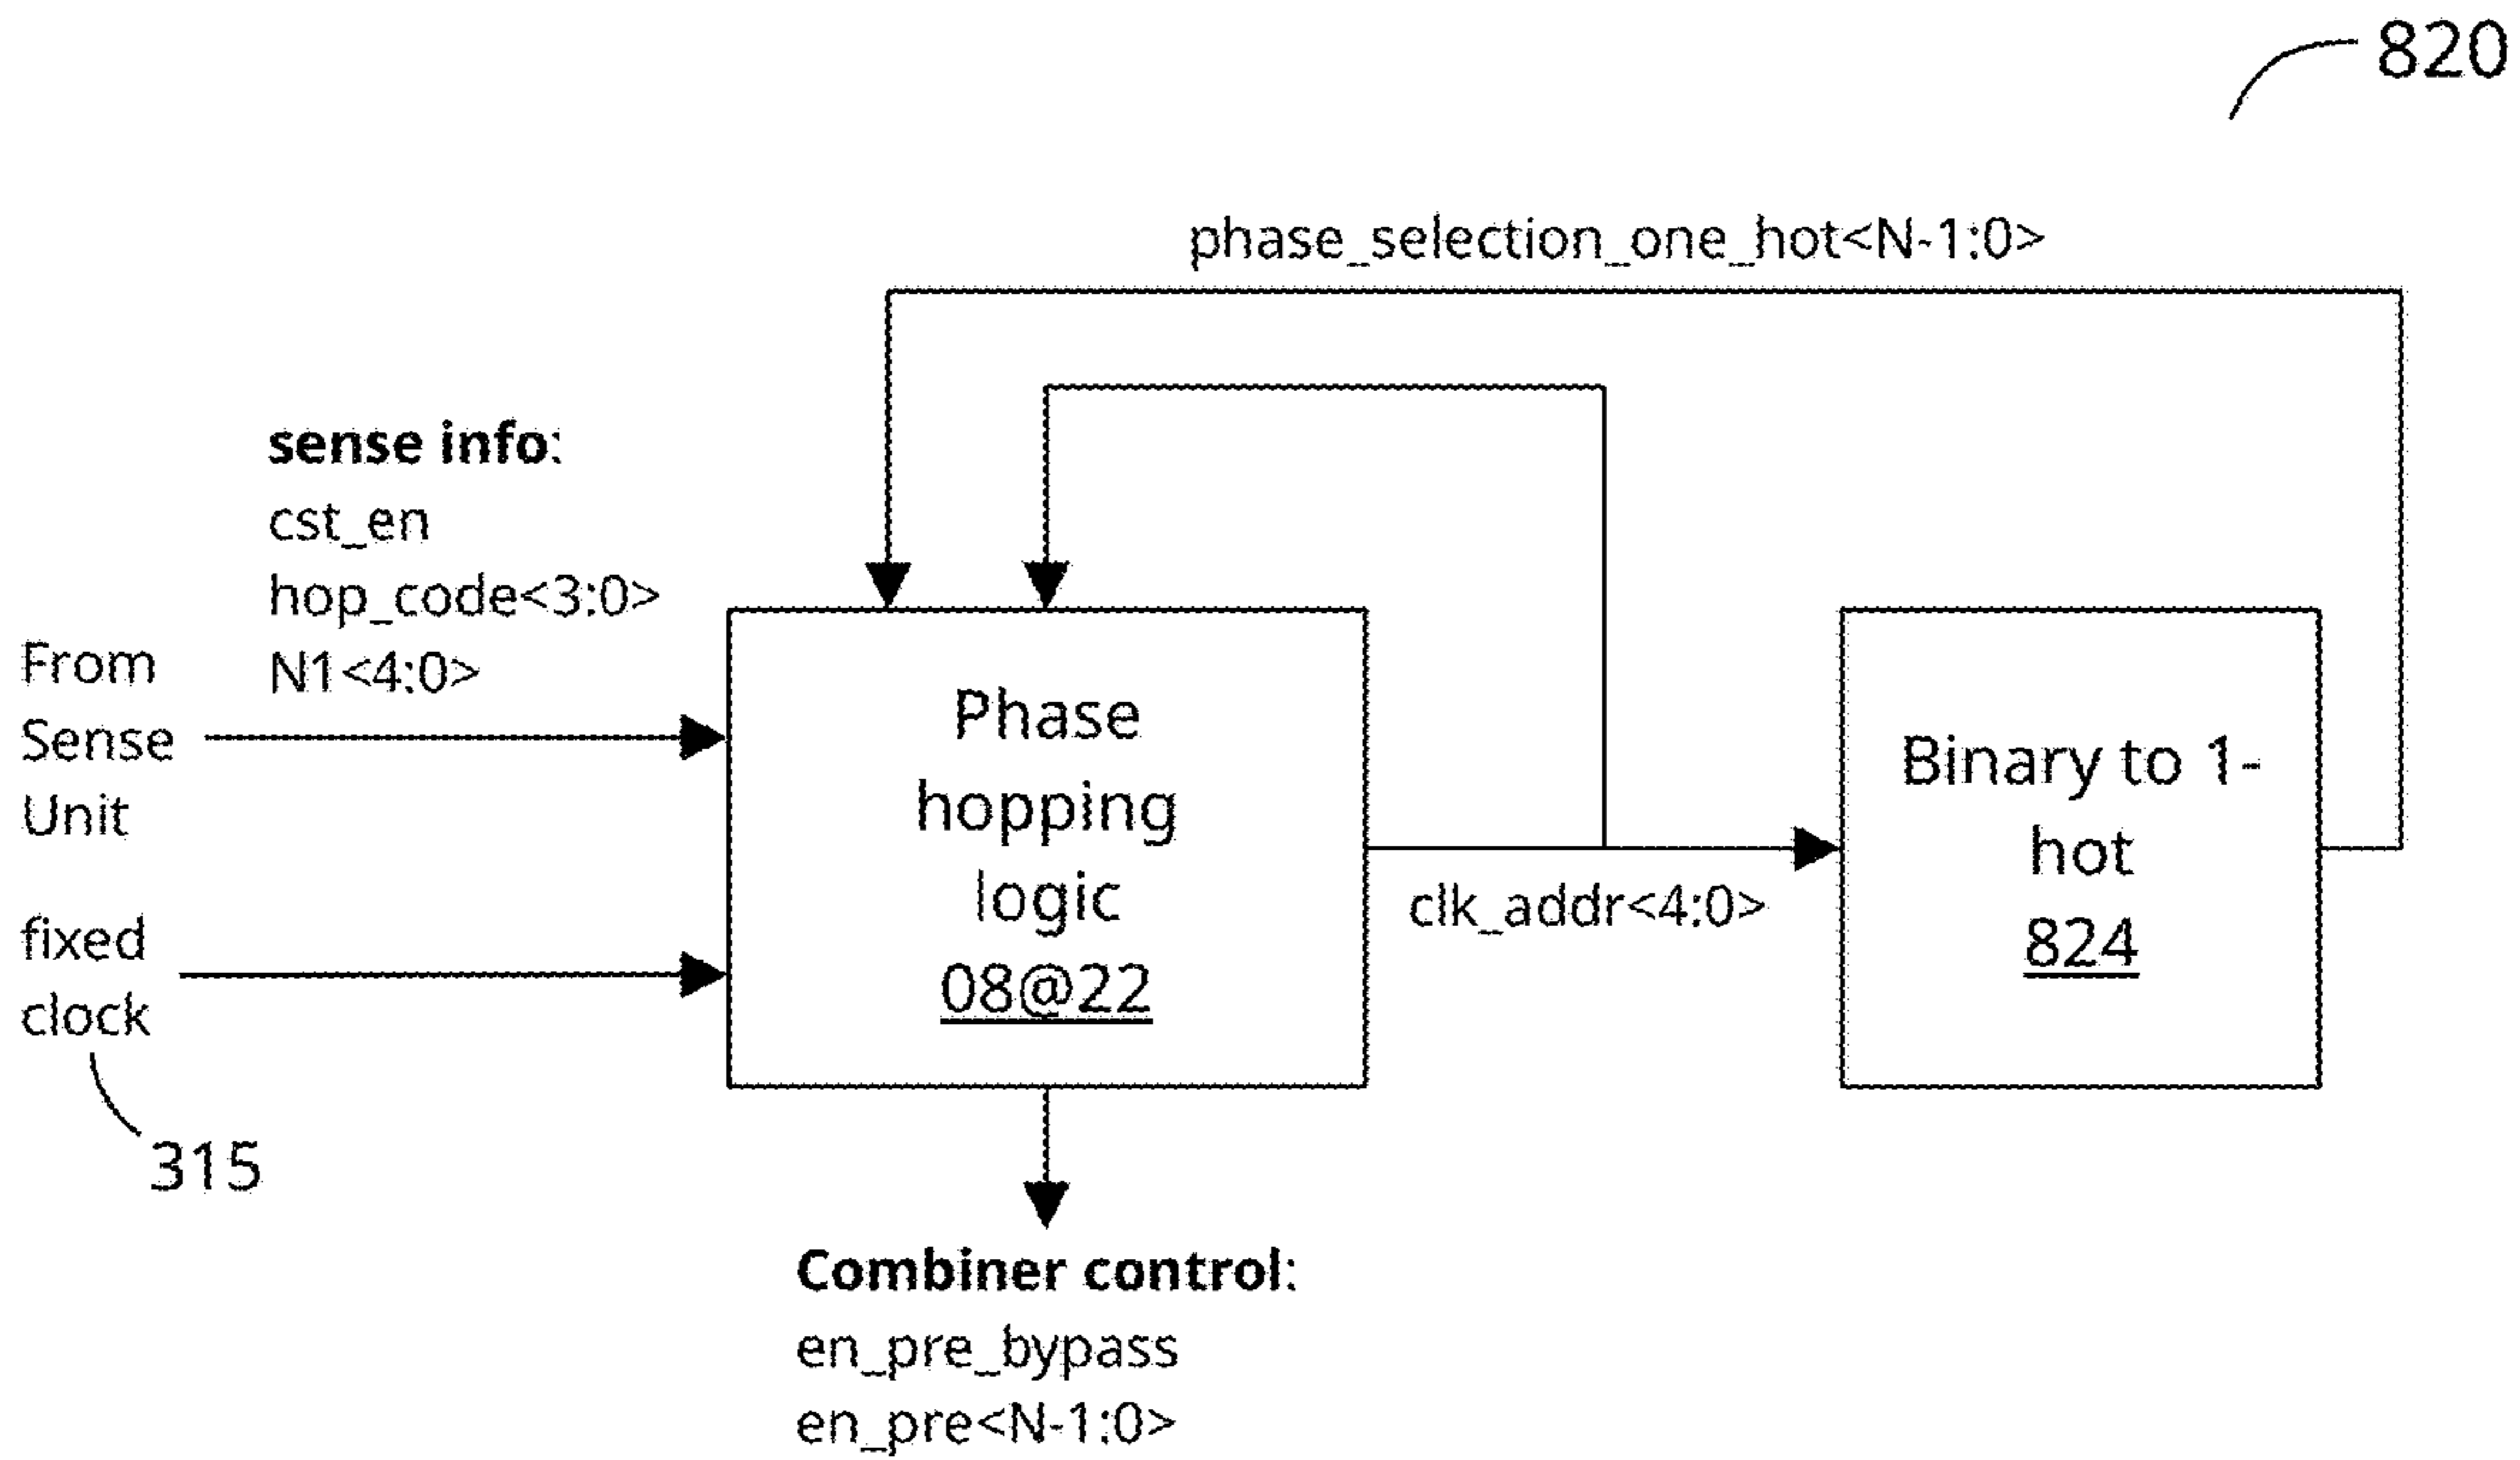 820
phase_selection_one_hot<N-1:0>
sense info:
cst_en
hop_code<3:0>
N1<4:0>
From
Sense
Unit
fixed
clock
315
Phase
hopping
logic
08@22
clk_addr<4:0>
Binary to 1-
hot
824
Combiner control:
en_pre_bypass
en_pre<N-1:0>